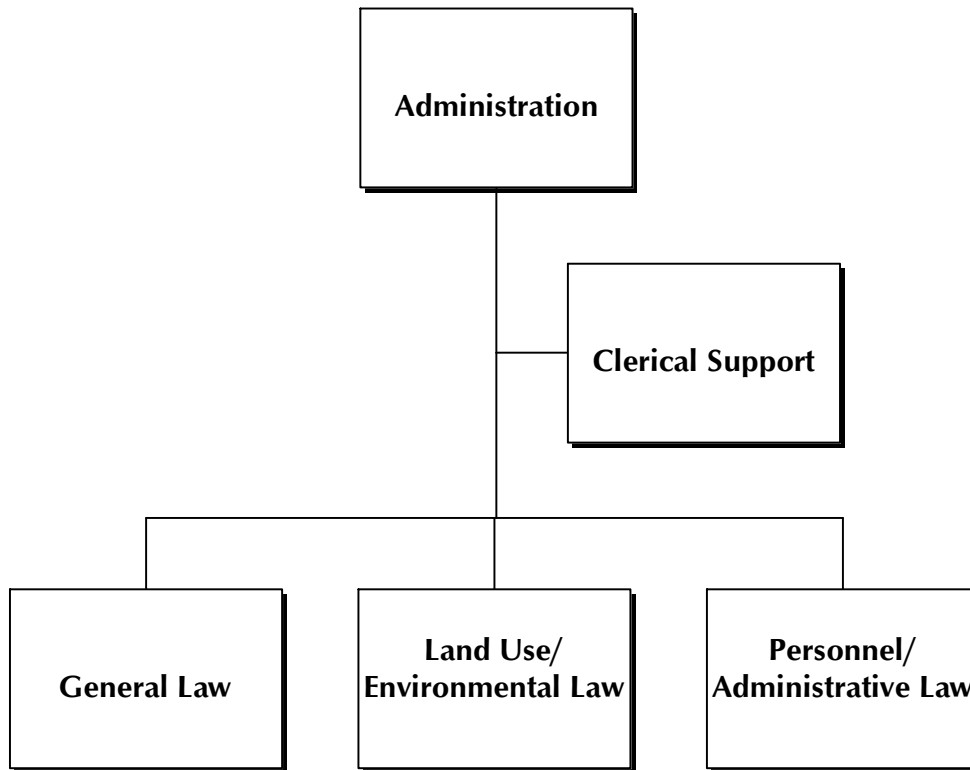 Administration
Clerical Support
General Law
Land Use/
Environmental Law
Personnel/
Administrative Law